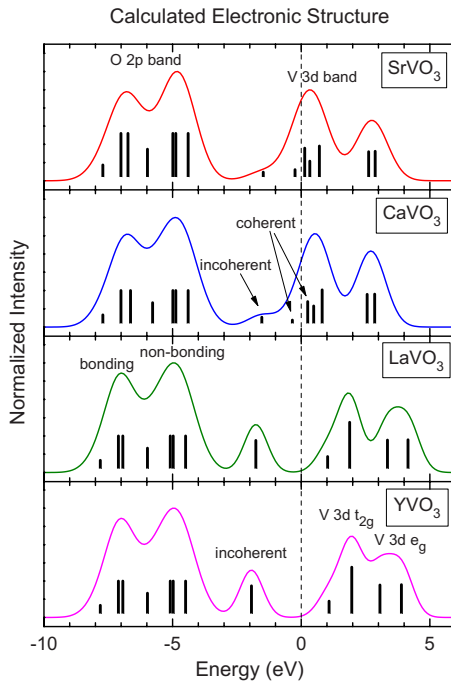 Calculated Electronic Structure
O 2p band
V 3d band
SrVO3
CaVO3
coherent
incoherent
LaVO3
non-bonding
bonding
YVO3
V 3d t2g
V 3d eg
incoherent
Normalized Intensity
-10 -5 0 5
Energy (eV)